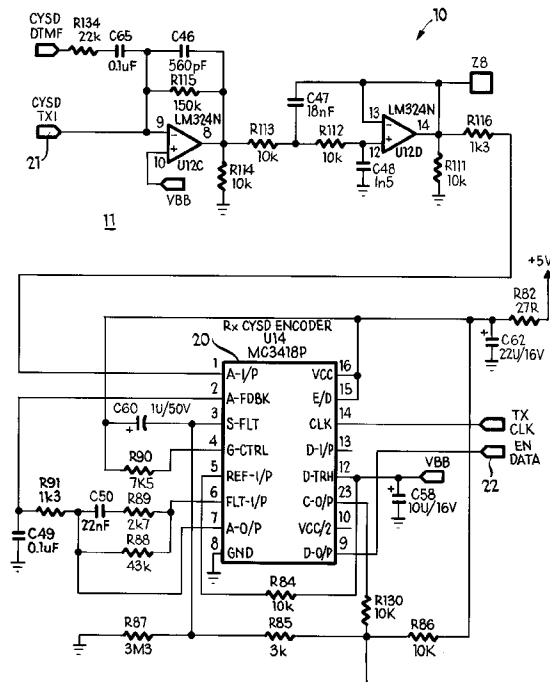 CYSD
DTMF
R134
22k
C65
0.1uF
C46
560pF
R115
150k
LM324N
10
Z8
CYSD
TXI
21
9
8
10
U12C
VBB
R114
10k
R113
10k
C47
18nF
R112
10k
13
LM324N
14
12
U12D
C48
1n5
R111
10k
R116
1k3
11
+5V
R82
27R
C62
22U/16V
Rx CYSD ENCODER
U14
MC3418P
20
1 A-I/P VCC 16
2 A-FDBK E/D 15
3 S-FLT CLK 14
4 G-CTRL D-I/P 13
5 REF-I/P D-TRH 12
6 FLT-I/P C-O/P 23
7 A-O/P VCC/2 10
8 GND D-O/P 9
C60
1U/50V
R90
7K5
R91
1k3
C50
22nF
R89
2k7
R88
43k
C49
0.1uF
TX
CLK
EN
DATA
22
VBB
C58
10U/16V
R84
10k
R130
10K
R87
3M3
R85
3k
R86
10K